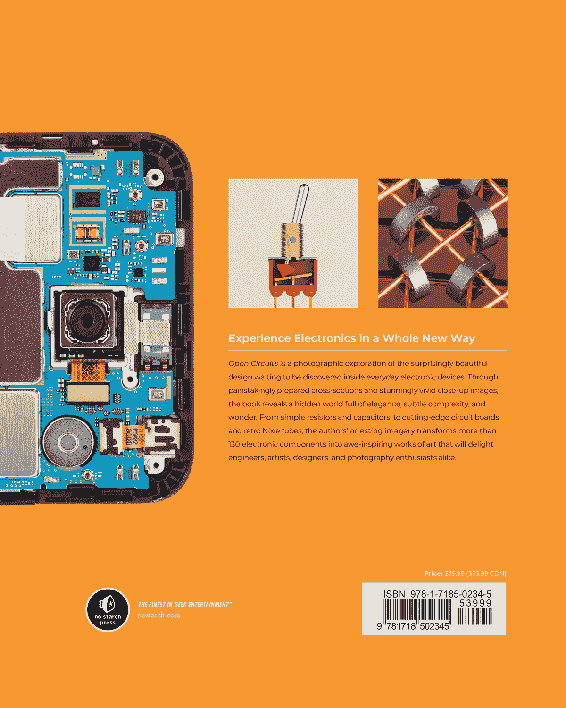 Experience Electronics in a Whole New Way
Open Circuits is a photographic exploration of the surprisingly beautiful
design waiting to be discovered inside everyday electronic devices. Through
painstakingly prepared cross-sections and stunningly vivid close-up images,
the book reveals a hidden world full of elegance, subtle complexity, and
wonder. From simple resistors and capacitors to cutting-edge circuit boards
and retro Nixie tubes, the authors' arresting imagery transforms more than
130 electronic components into awe-inspiring works of art that will delight
engineers, artists, designers, and photography enthusiasts alike.
Price: $39.99 ($53.99 CDN)
no starch
press
THE FINEST IN GEEK ENTERTAINMENT™
nostarch.com
ISBN 978-1-7185-0234-5
53999
9 781718 502345